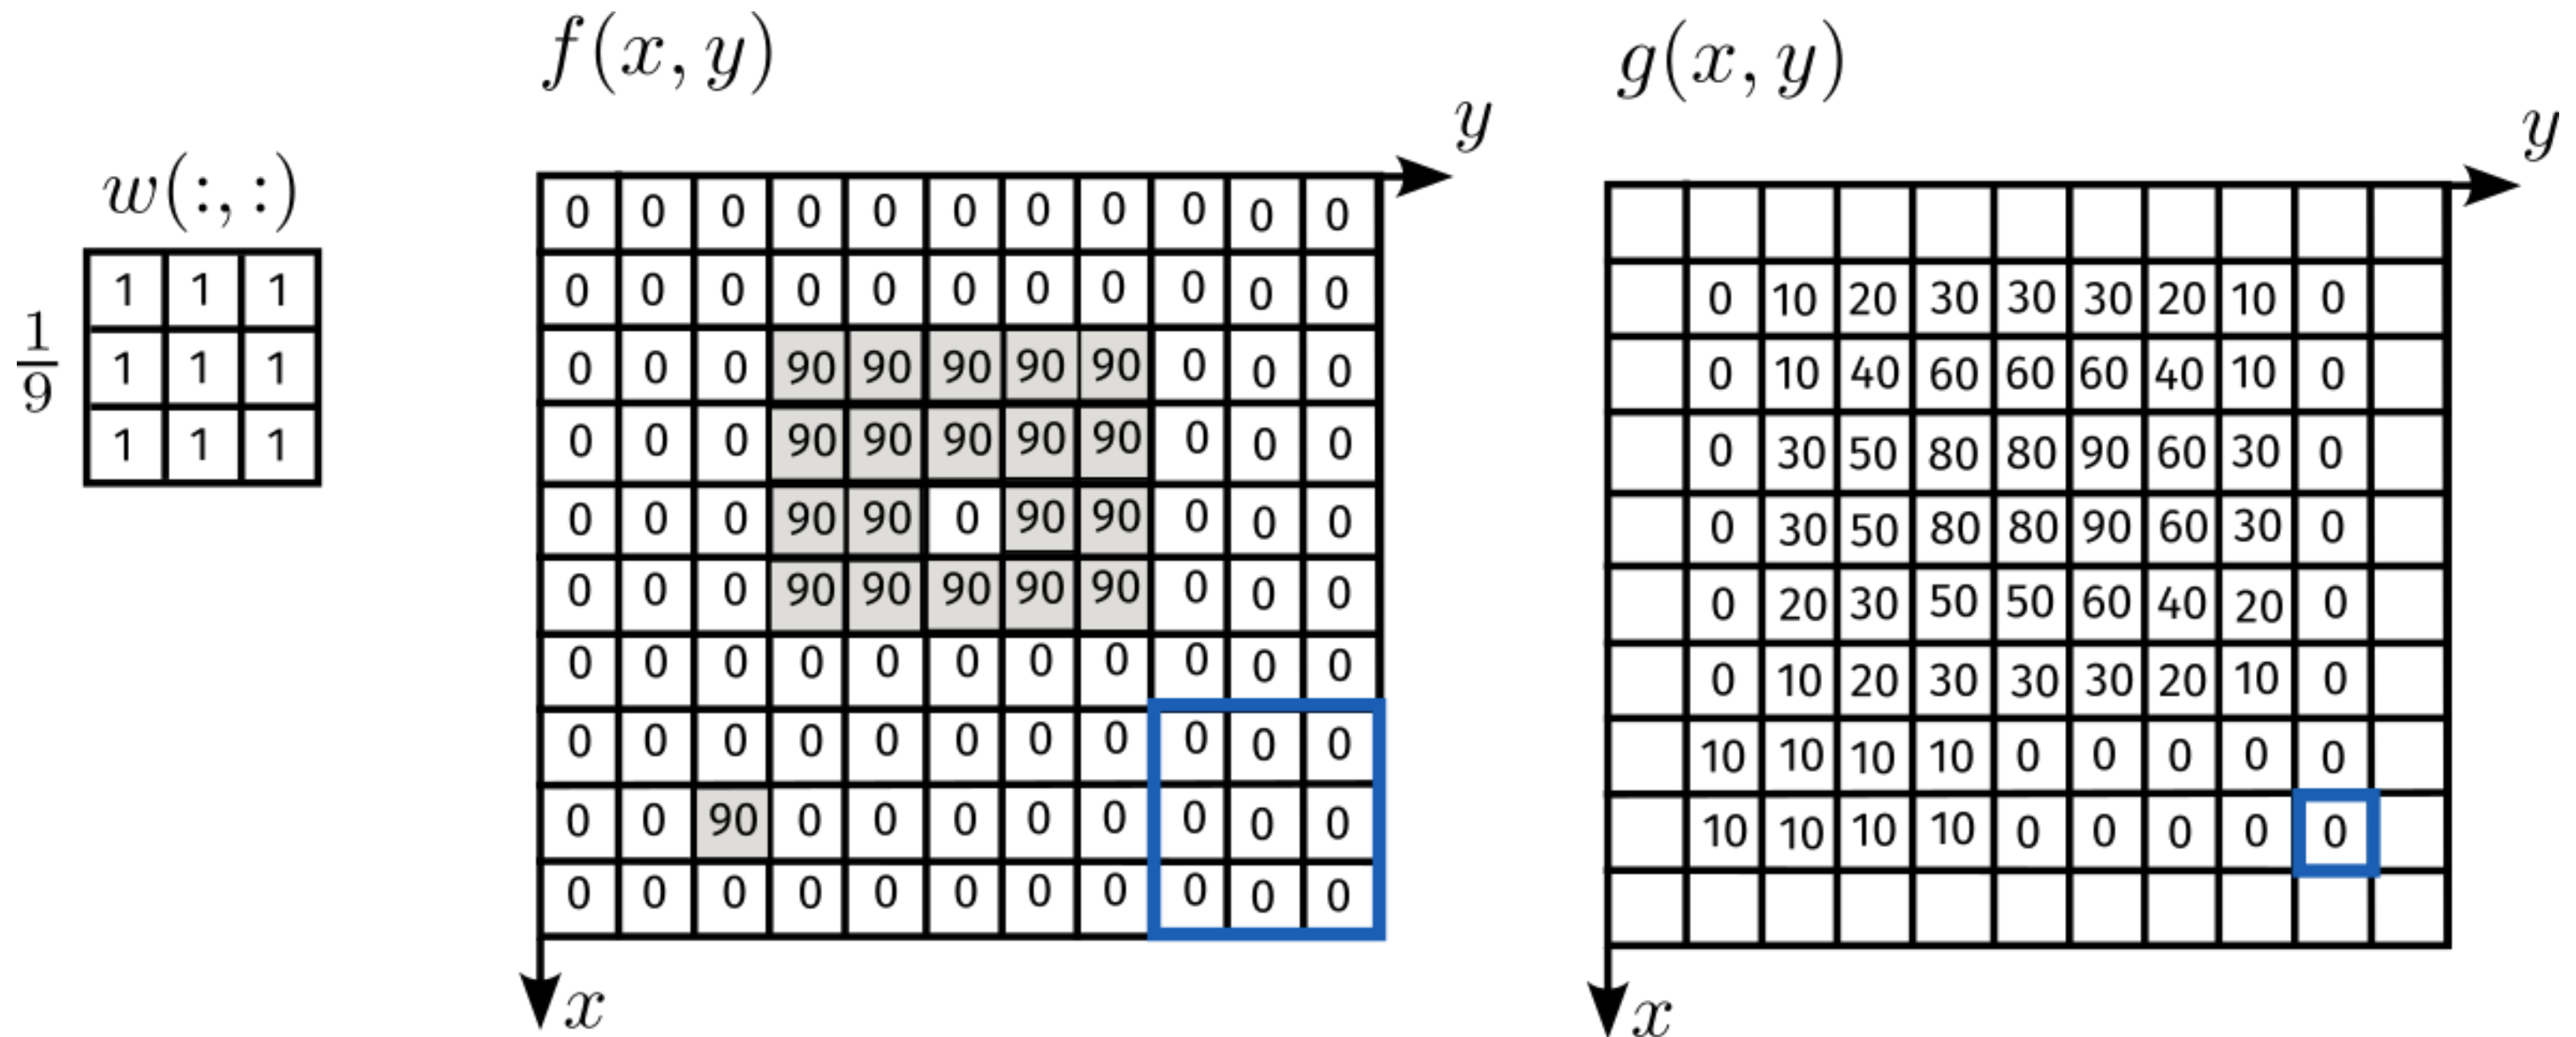 f(x, y)
g(x, y)
y
y
w(:, :)
1/9
1 1 1
1 1 1
1 1 1
0 0 0 0 0 0 0 0 0 0 0
0 0 0 0 0 0 0 0 0 0 0
0 0 0 90 90 90 90 90 0 0 0
0 0 0 90 90 90 90 90 0 0 0
0 0 0 90 90 0 90 90 0 0 0
0 0 0 90 90 90 90 90 0 0 0
0 0 0 0 0 0 0 0 0 0 0
0 0 0 0 0 0 0 0 0 0 0
0 0 90 0 0 0 0 0 0 0 0
0 0 0 0 0 0 0 0 0 0 0
x
0 10 20 30 30 30 20 10 0
0 10 40 60 60 60 40 10 0
0 30 50 80 80 90 60 30 0
0 30 50 80 80 90 60 30 0
0 20 30 50 50 60 40 20 0
0 10 20 30 30 30 20 10 0
10 10 10 10 0 0 0 0 0
10 10 10 10 0 0 0 0 0
x